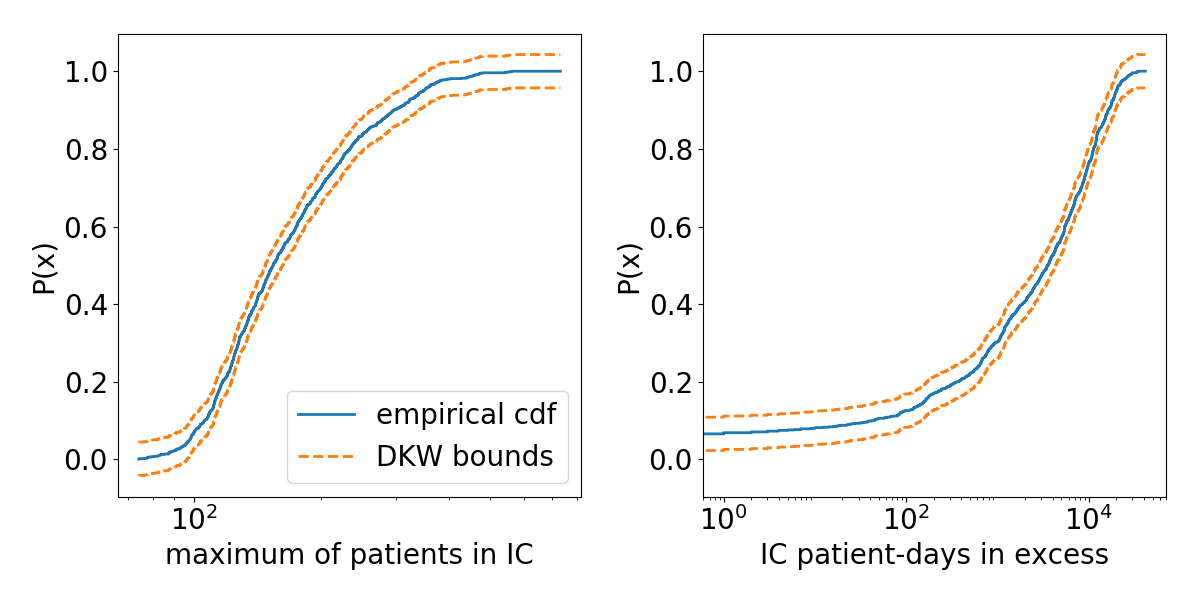 P(x)
1.0
0.8
0.6
0.4
0.2
0.0
10²
maximum of patients in IC
empirical cdf
DKW bounds
P(x)
1.0
0.8
0.6
0.4
0.2
0.0
10⁰ 10² 10⁴
IC patient-days in excess